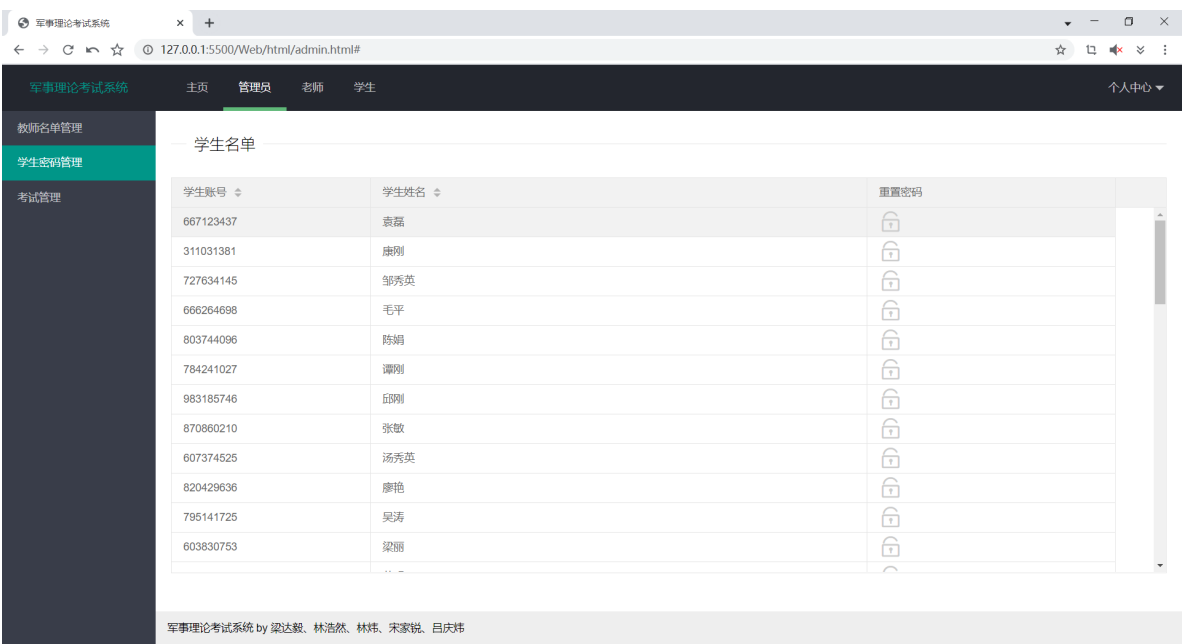 军事理论考试系统
127.0.0.1:5500/Web/html/admin.html#
军事理论考试系统 主页 管理员 老师 学生 个人中心
教师名单管理
学生密码管理
考试管理
学生名单
学生账号 学生姓名 重置密码
667123437 袁磊
311031381 康刚
727634145 邹秀英
666264698 毛平
803744096 陈娟
784241027 谭刚
983185746 邱刚
870860210 张敏
607374525 汤秀英
820429636 廖艳
795141725 吴涛
603830753 梁丽
军事理论考试系统 by 梁达毅、林浩然、林炜、宋家锐、吕庆炜